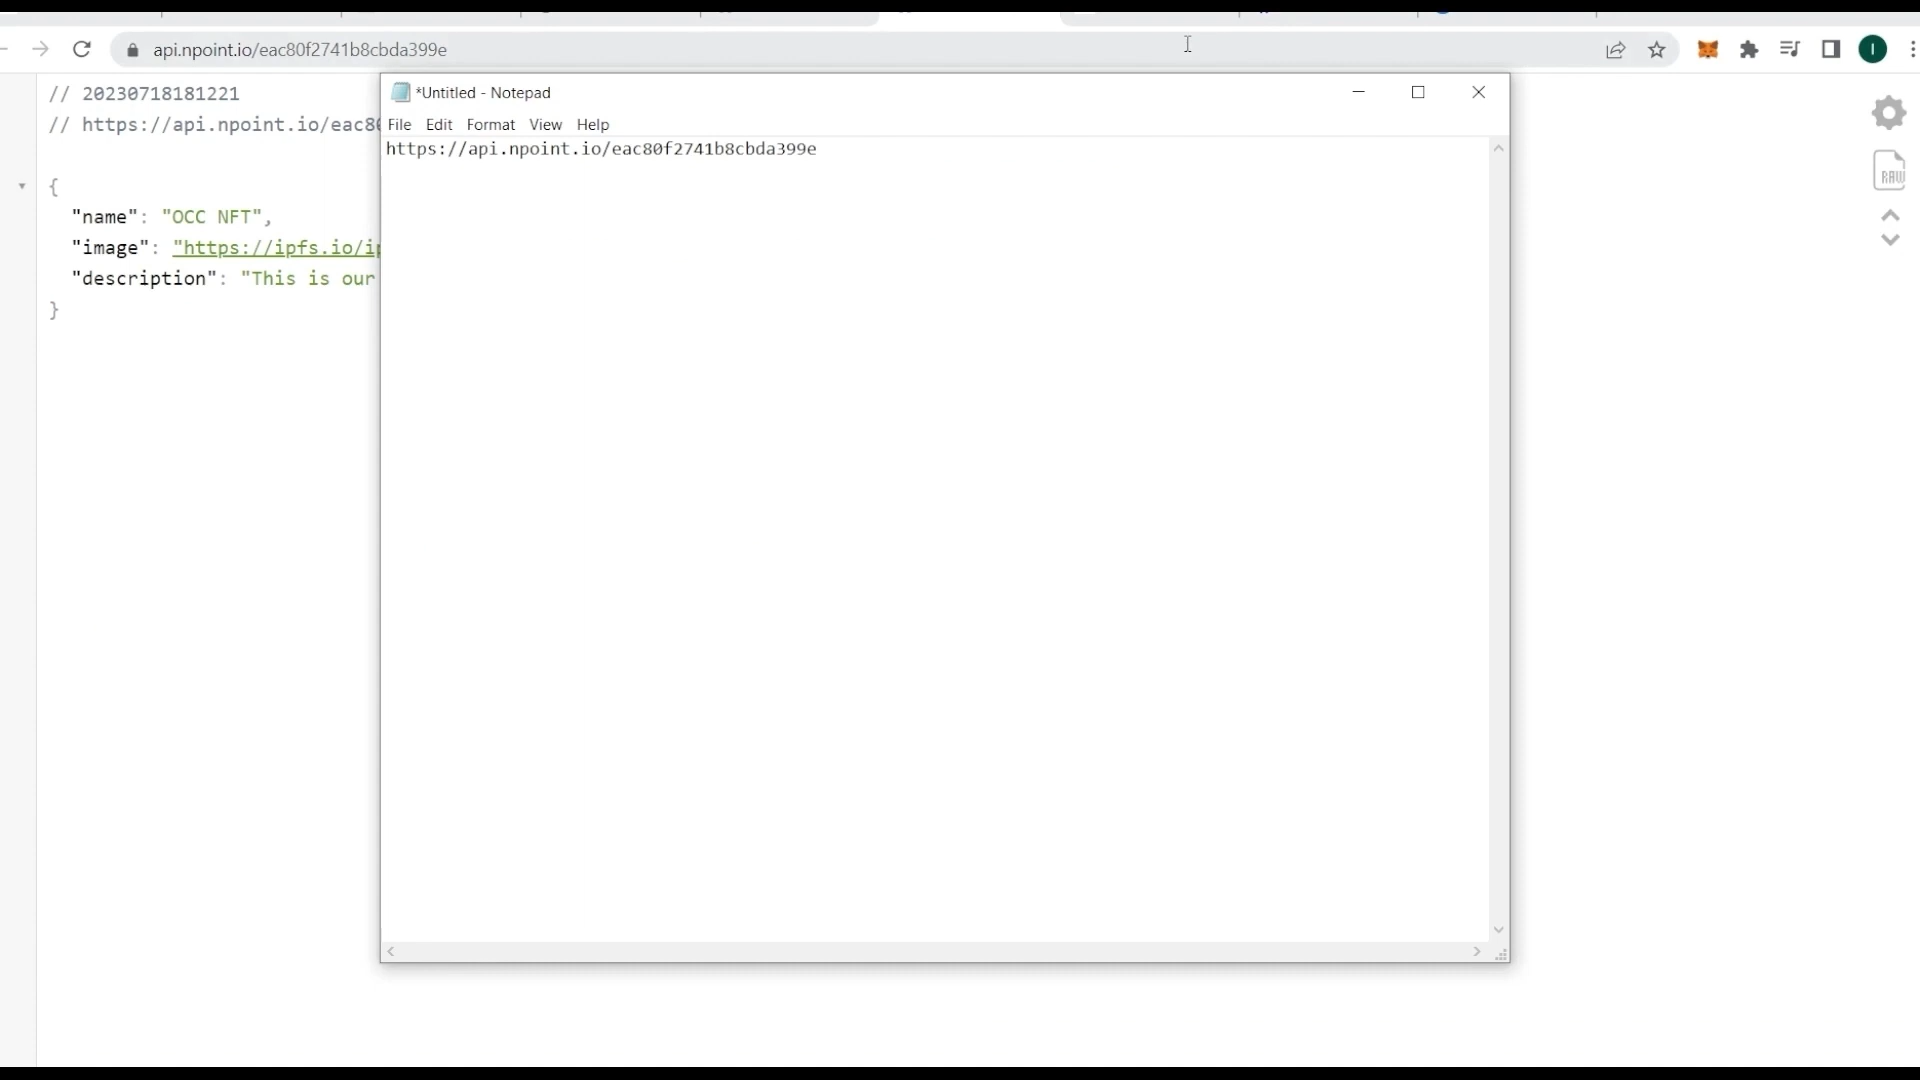 api.npoint.io/eac80f2741b8cbda399e
I
// 20230718181221
// https://api.npoint.io/eac8
{
"name": "OCC NFT",
"image": "https://ipfs.io/ip
"description": "This is our
}
*Untitled - Notepad
File Edit Format View Help
https://api.npoint.io/eac80f2741b8cbda399e
RAW